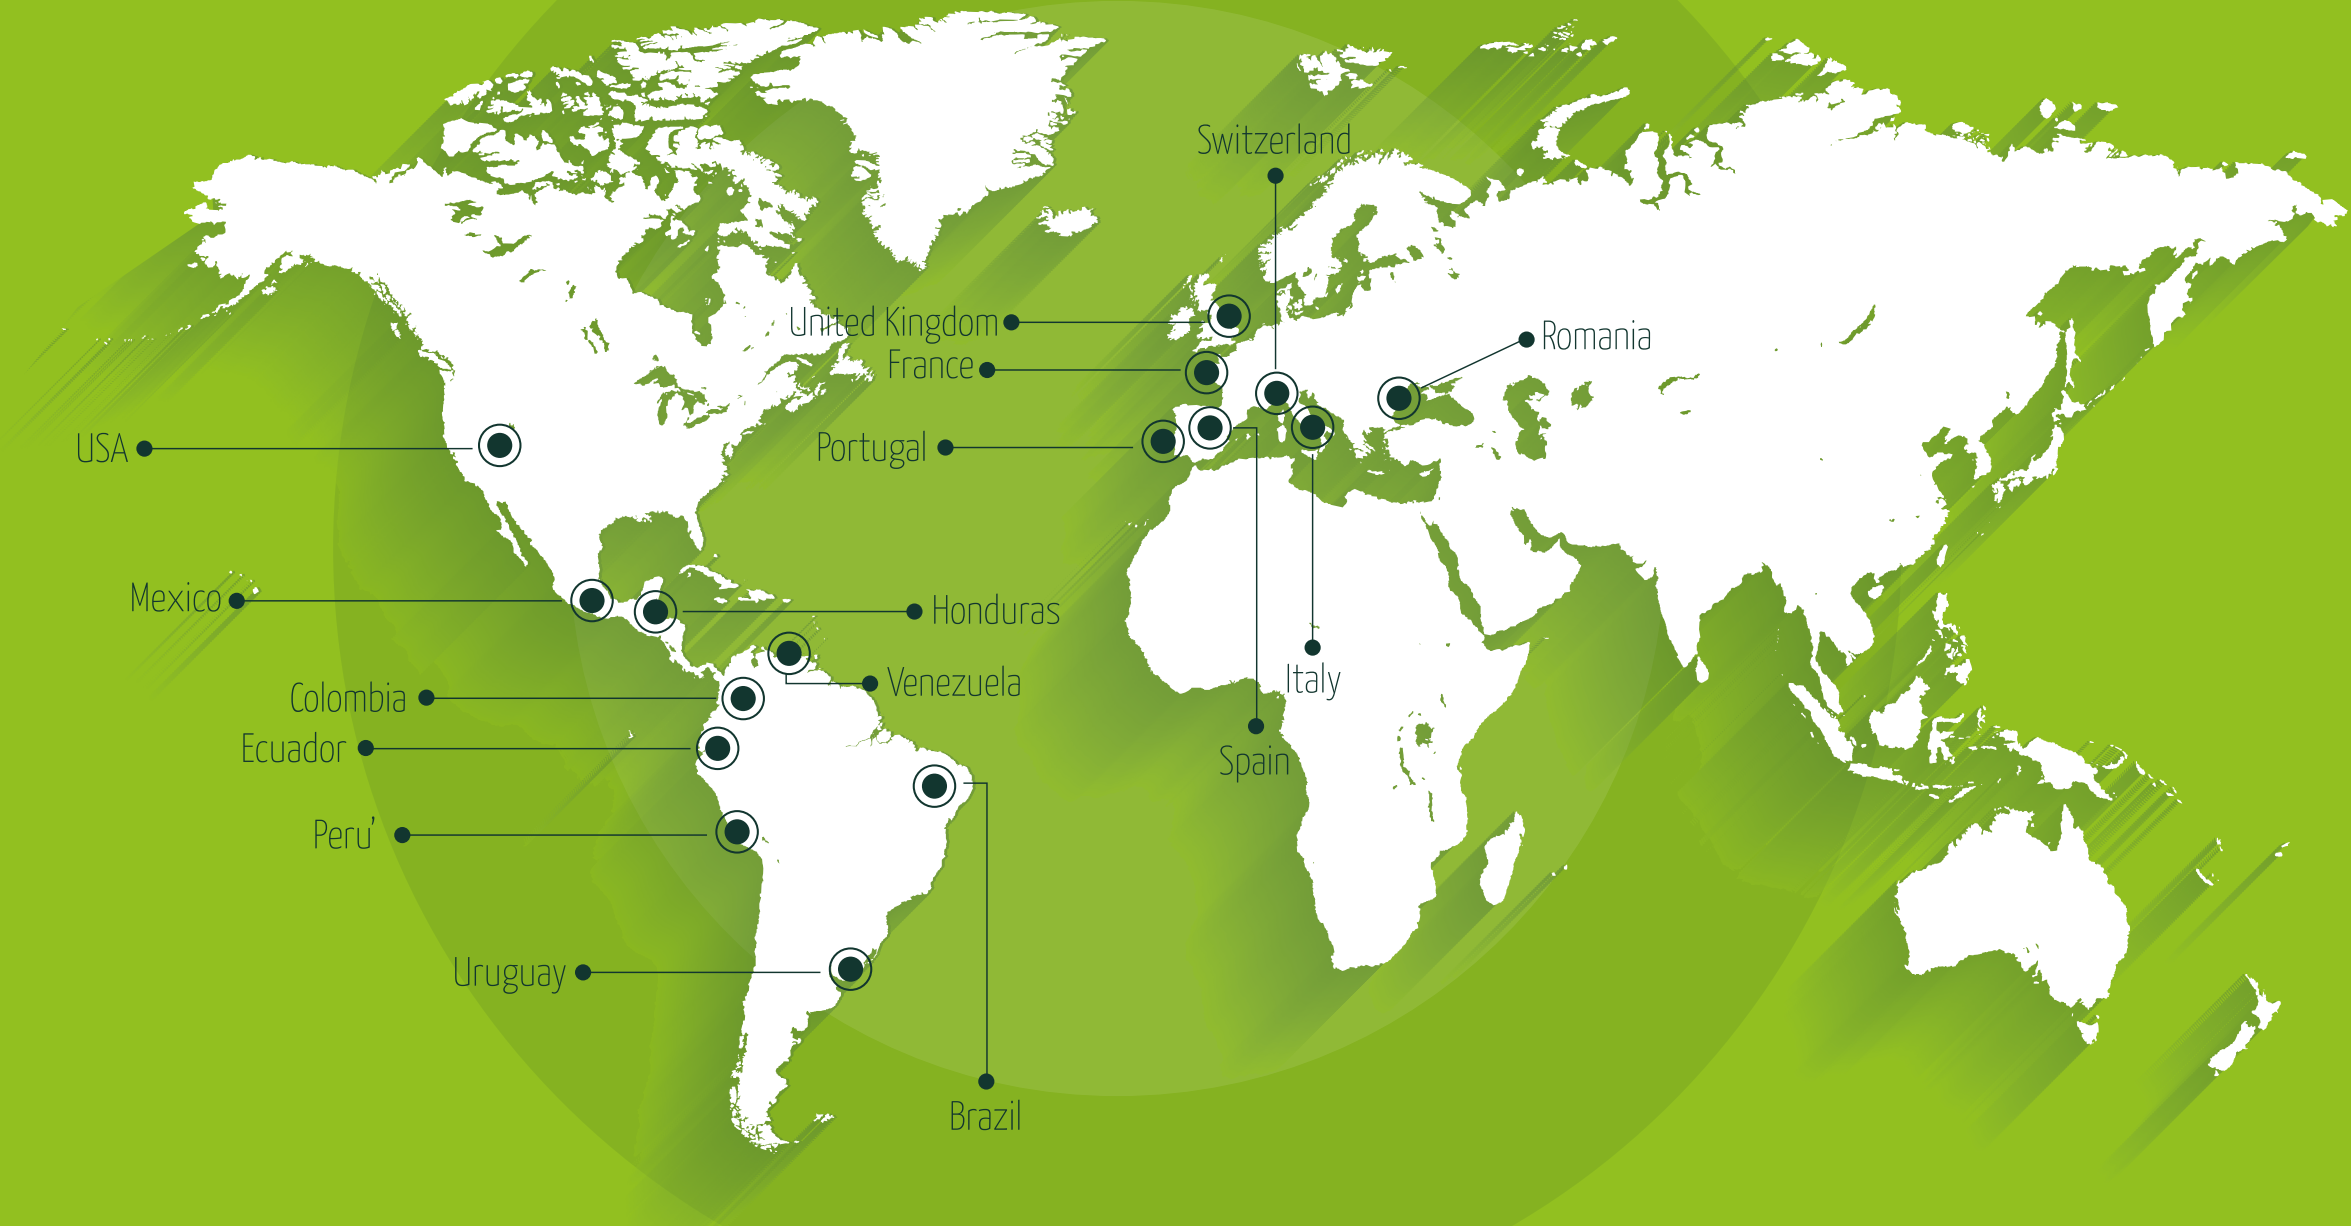 Switzerland
United Kingdom
Romania
France
USA
Portugal
Mexico
Honduras
Italy
Venezuela
Colombia
Ecuador
Spain
Peru'
Uruguay
Brazil